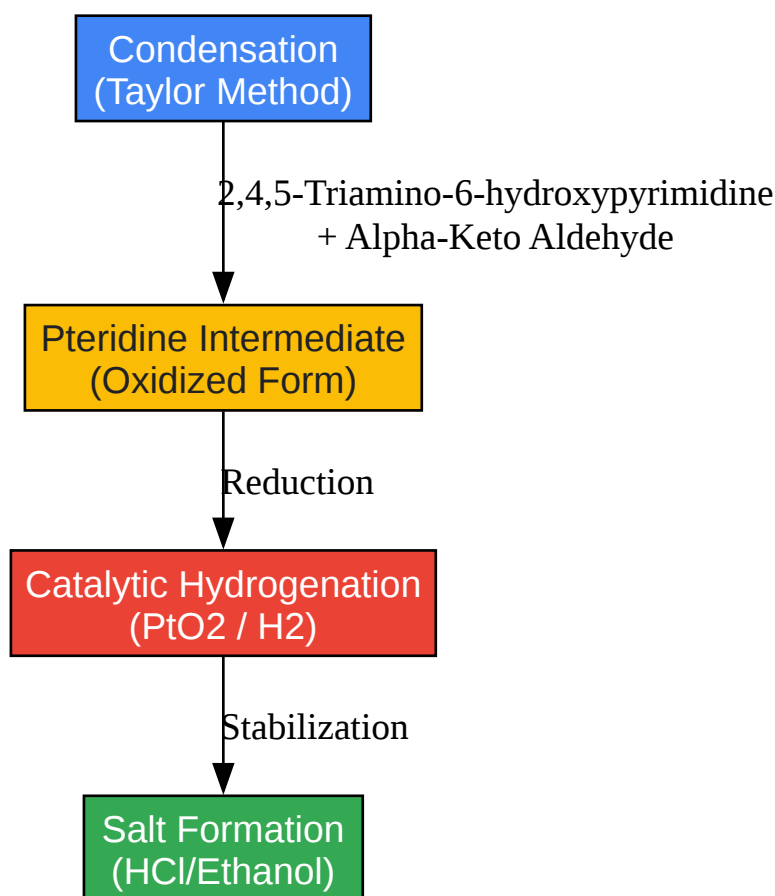 Condensation
(Taylor Method)
2,4,5-Triamino-6-hydroxypyrimidine
+ Alpha-Keto Aldehyde
Pteridine Intermediate
(Oxidized Form)
Reduction
Catalytic Hydrogenation
(PtO2 / H2)
Stabilization
Salt Formation
(HCl/Ethanol)